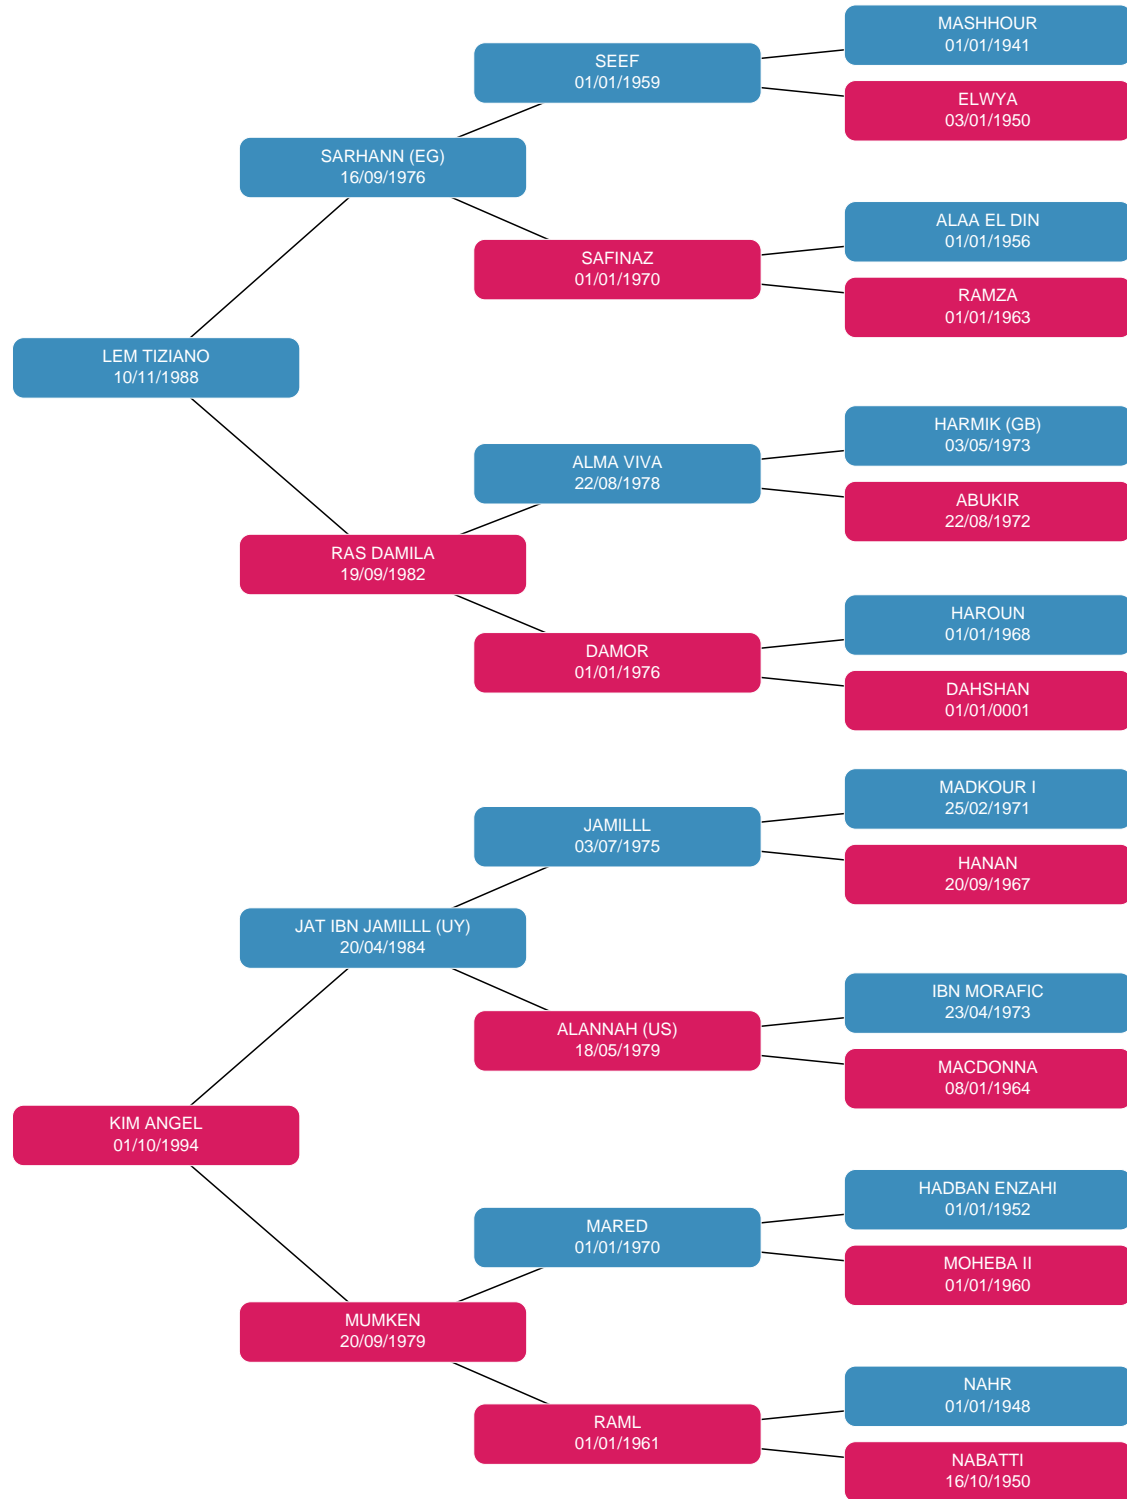 MASHHOUR
01/01/1941
SEEF
01/01/1959
ELWYA
03/01/1950
SARHANN (EG)
16/09/1976
ALAA EL DIN
01/01/1956
SAFINAZ
01/01/1970
RAMZA
01/01/1963
LEM TIZIANO
10/11/1988
HARMIK (GB)
03/05/1973
ALMA VIVA
22/08/1978
ABUKIR
22/08/1972
RAS DAMILA
19/09/1982
HAROUN
01/01/1968
DAMOR
01/01/1976
DAHSHAN
01/01/0001
MADKOUR I
25/02/1971
JAMILLL
03/07/1975
HANAN
20/09/1967
JAT IBN JAMILLL (UY)
20/04/1984
IBN MORAFIC
23/04/1973
ALANNAH (US)
18/05/1979
MACDONNA
08/01/1964
KIM ANGEL
01/10/1994
HADBAN ENZAHI
01/01/1952
MARED
01/01/1970
MOHEBA II
01/01/1960
MUMKEN
20/09/1979
NAHR
01/01/1948
RAML
01/01/1961
NABATTI
16/10/1950